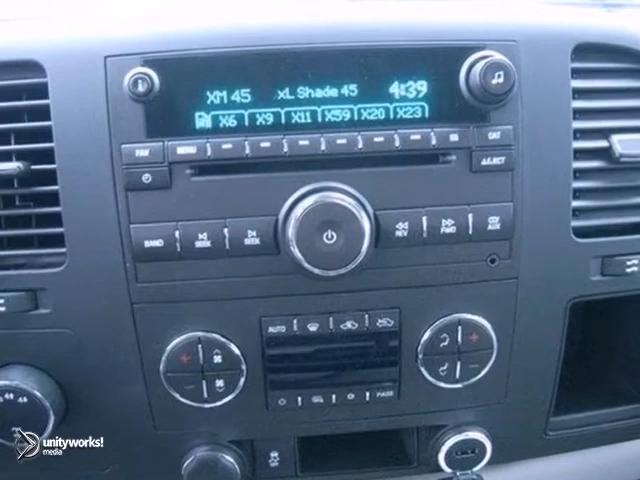 XM 45 xL Shade 45 4:39
X6 X9 X11 X59 X20 X23
FAV MENU CAT
EJECT
BAND SEEK SEEK REV FWD CD/AUX
AUTO
PASS
unityworks!
media